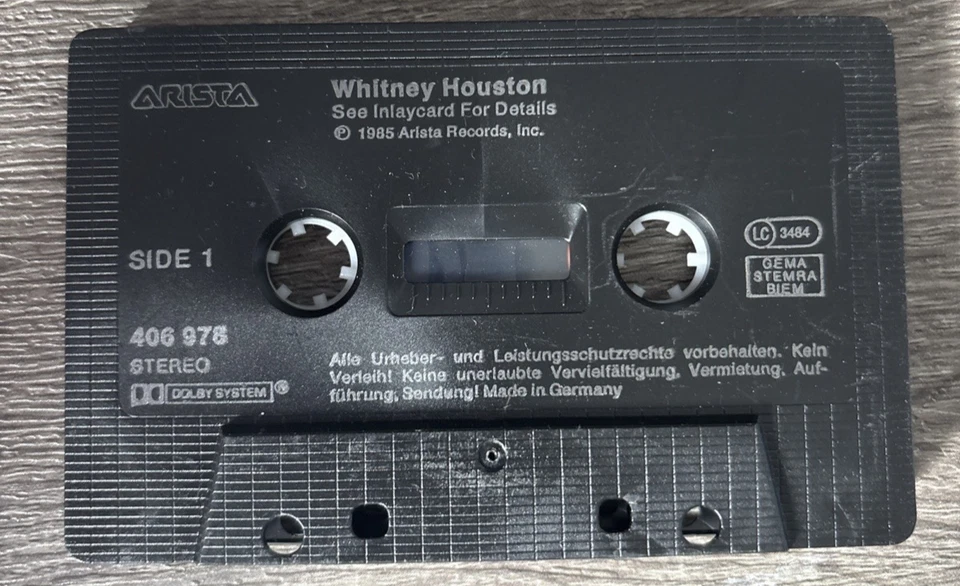 ARISTA
Whitney Houston
See Inlaycard For Details
℗ 1985 Arista Records, Inc.
SIDE 1
LC 3484
GEMA
STEMRA
BIEM
406 978
STEREO
DOLBY SYSTEM ®
Alle Urheber- und Leistungsschutzrechte vorbehalten. Kein
Verleih! Keine unerlaubte Vervielfältigung, Vermietung, Auf-
führung, Sendung! Made in Germany